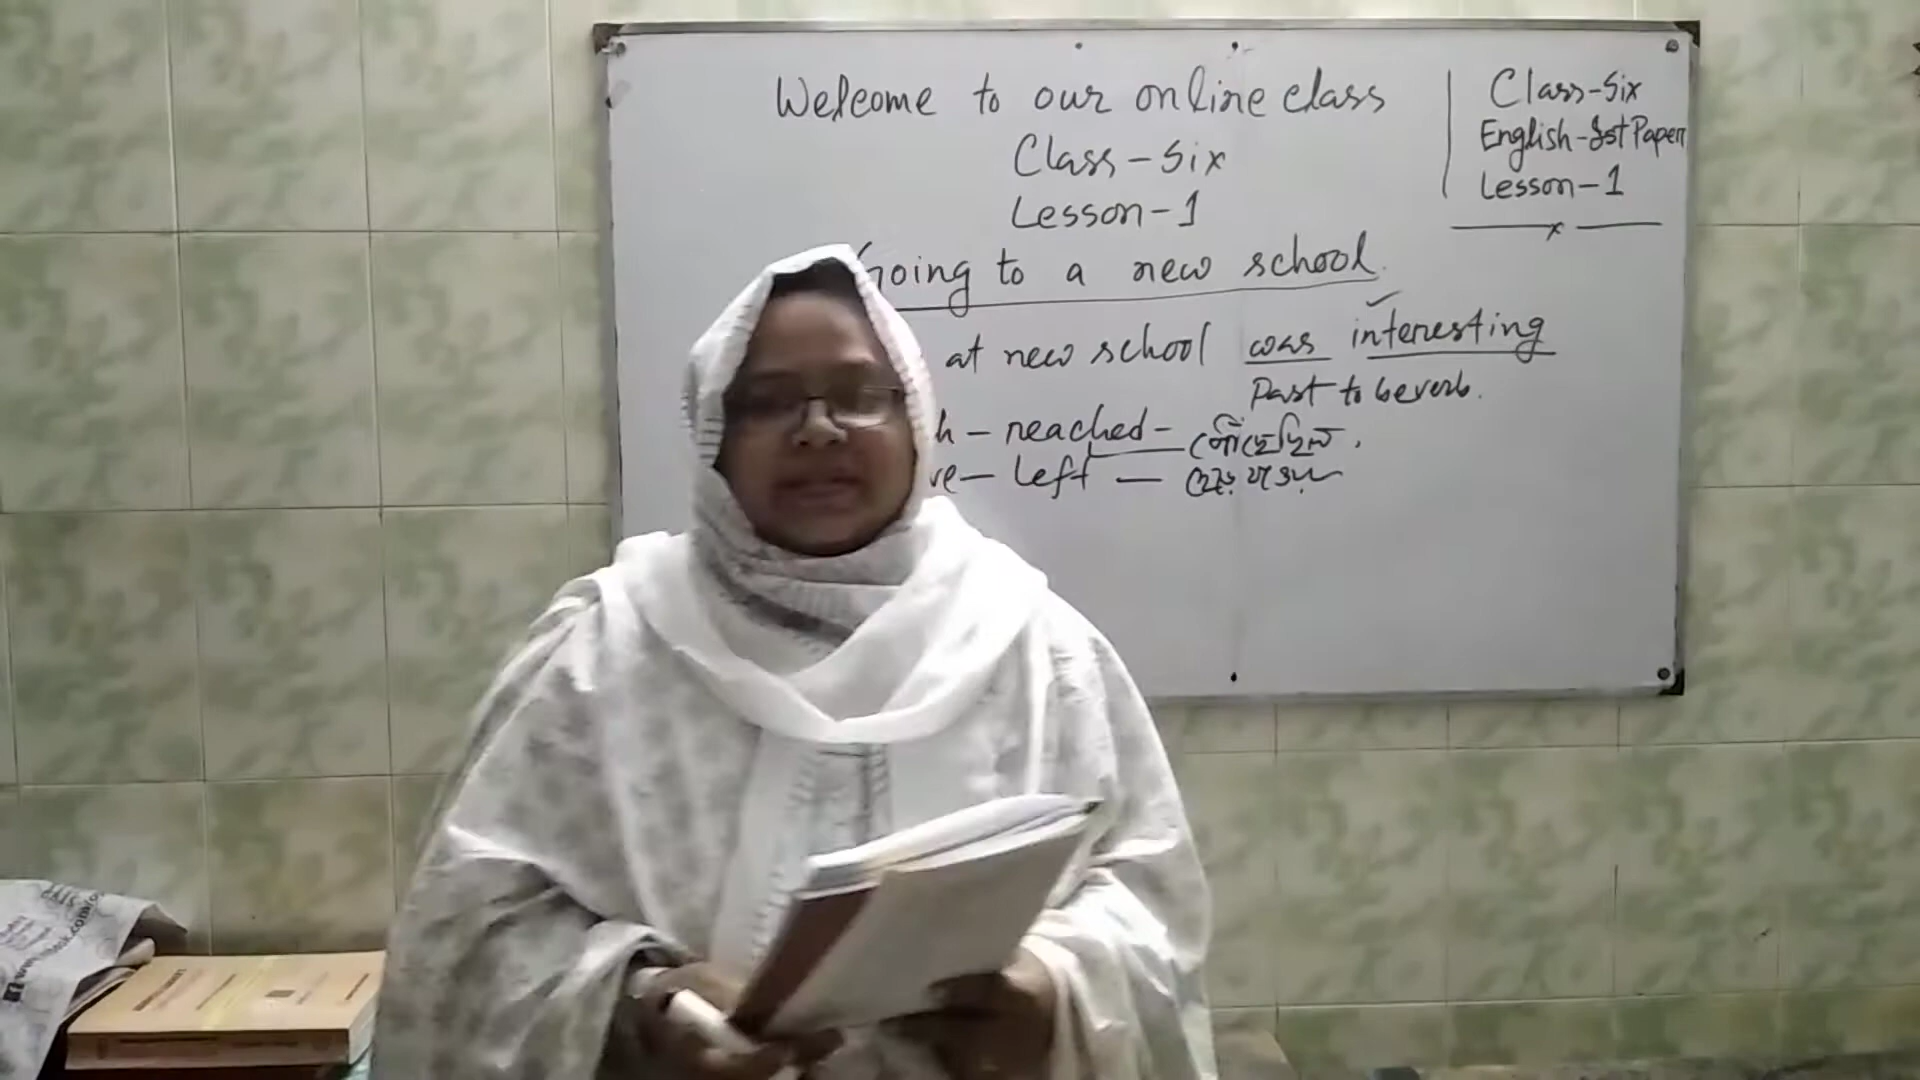 Welcome to our online class
Class-Six
Lesson-1
Going to a new school.
at new school was interesting
Past to be verb.
h - reached - পৌঁছেছিল,
ve - Left -
Class-Six
English-1st Paper
Lesson-1